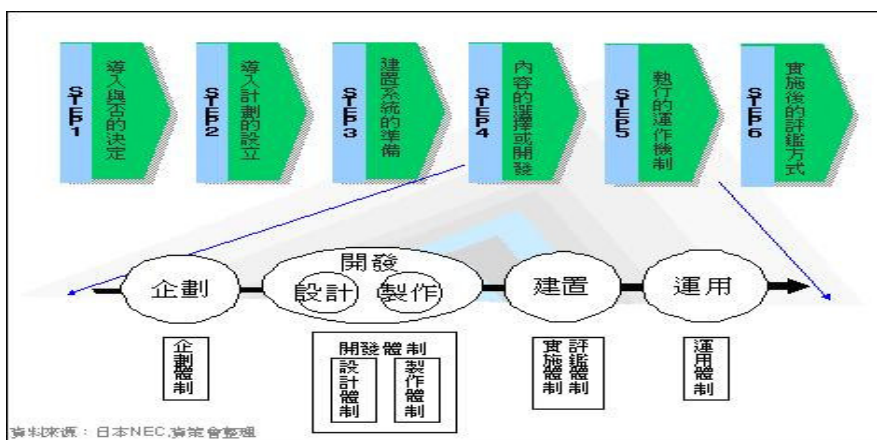 STEP1
導入與否的決定
STEP2
導入計劃的設立
STEP3
建置系統的準備
STEP4
內容的選擇或開發
STEP5
執行的運作機制
STEP6
實施後的評鑑方式
企劃
開發
設計
製作
建置
運用
企劃體制
開發體制
設計體制
製作體制
評鑑體制
實施體制
運用體制
資料來源：日本NEC,資策會整理